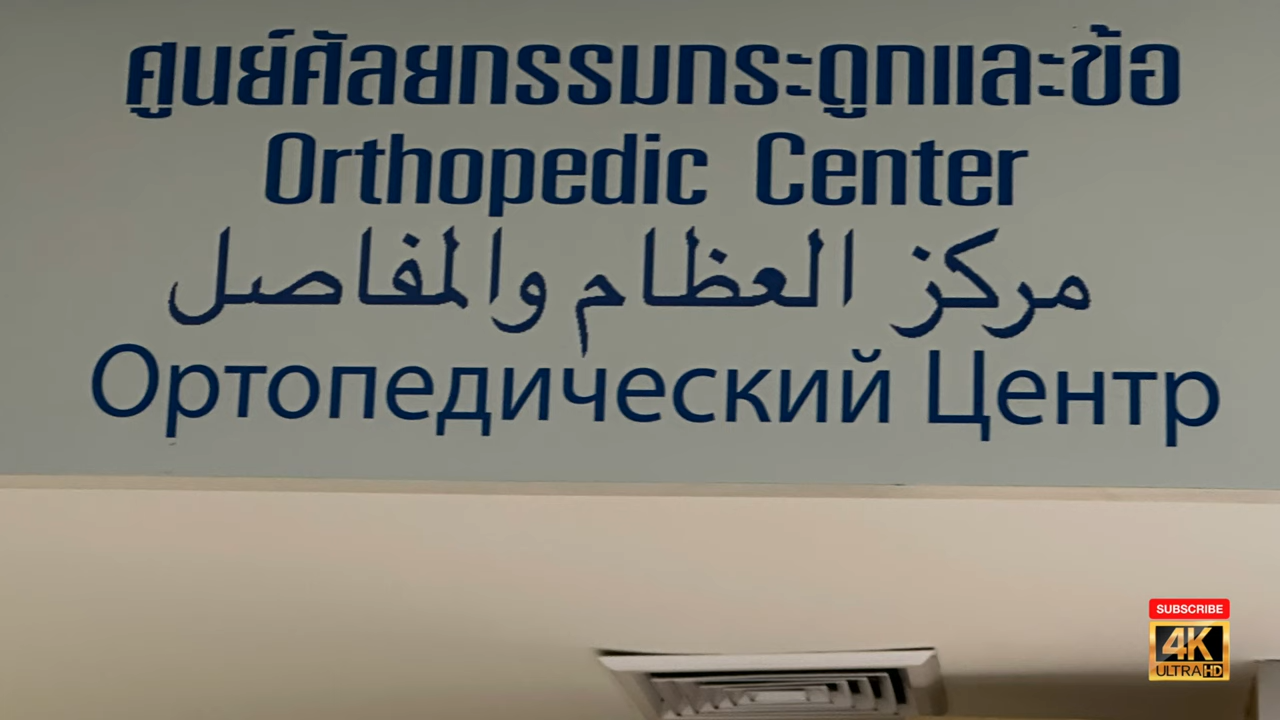 ศูนย์ศัลยกรรมกระดูกและข้อ
Orthopedic Center
مركز العظام والمفاصل
Ортопедический Центр
SUBSCRIBE
4K
ULTRA HD